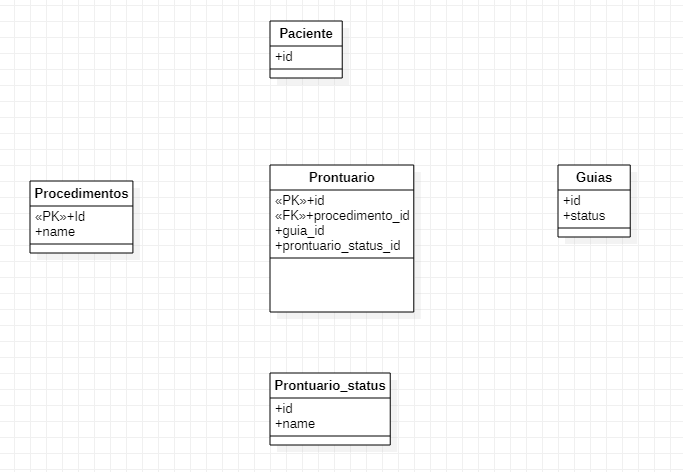 Paciente
+id
Procedimentos
«PK»+Id
+name
Prontuario
«PK»+id
«FK»+procedimento_id
+guia_id
+prontuario_status_id
Guias
+id
+status
Prontuario_status
+id
+name